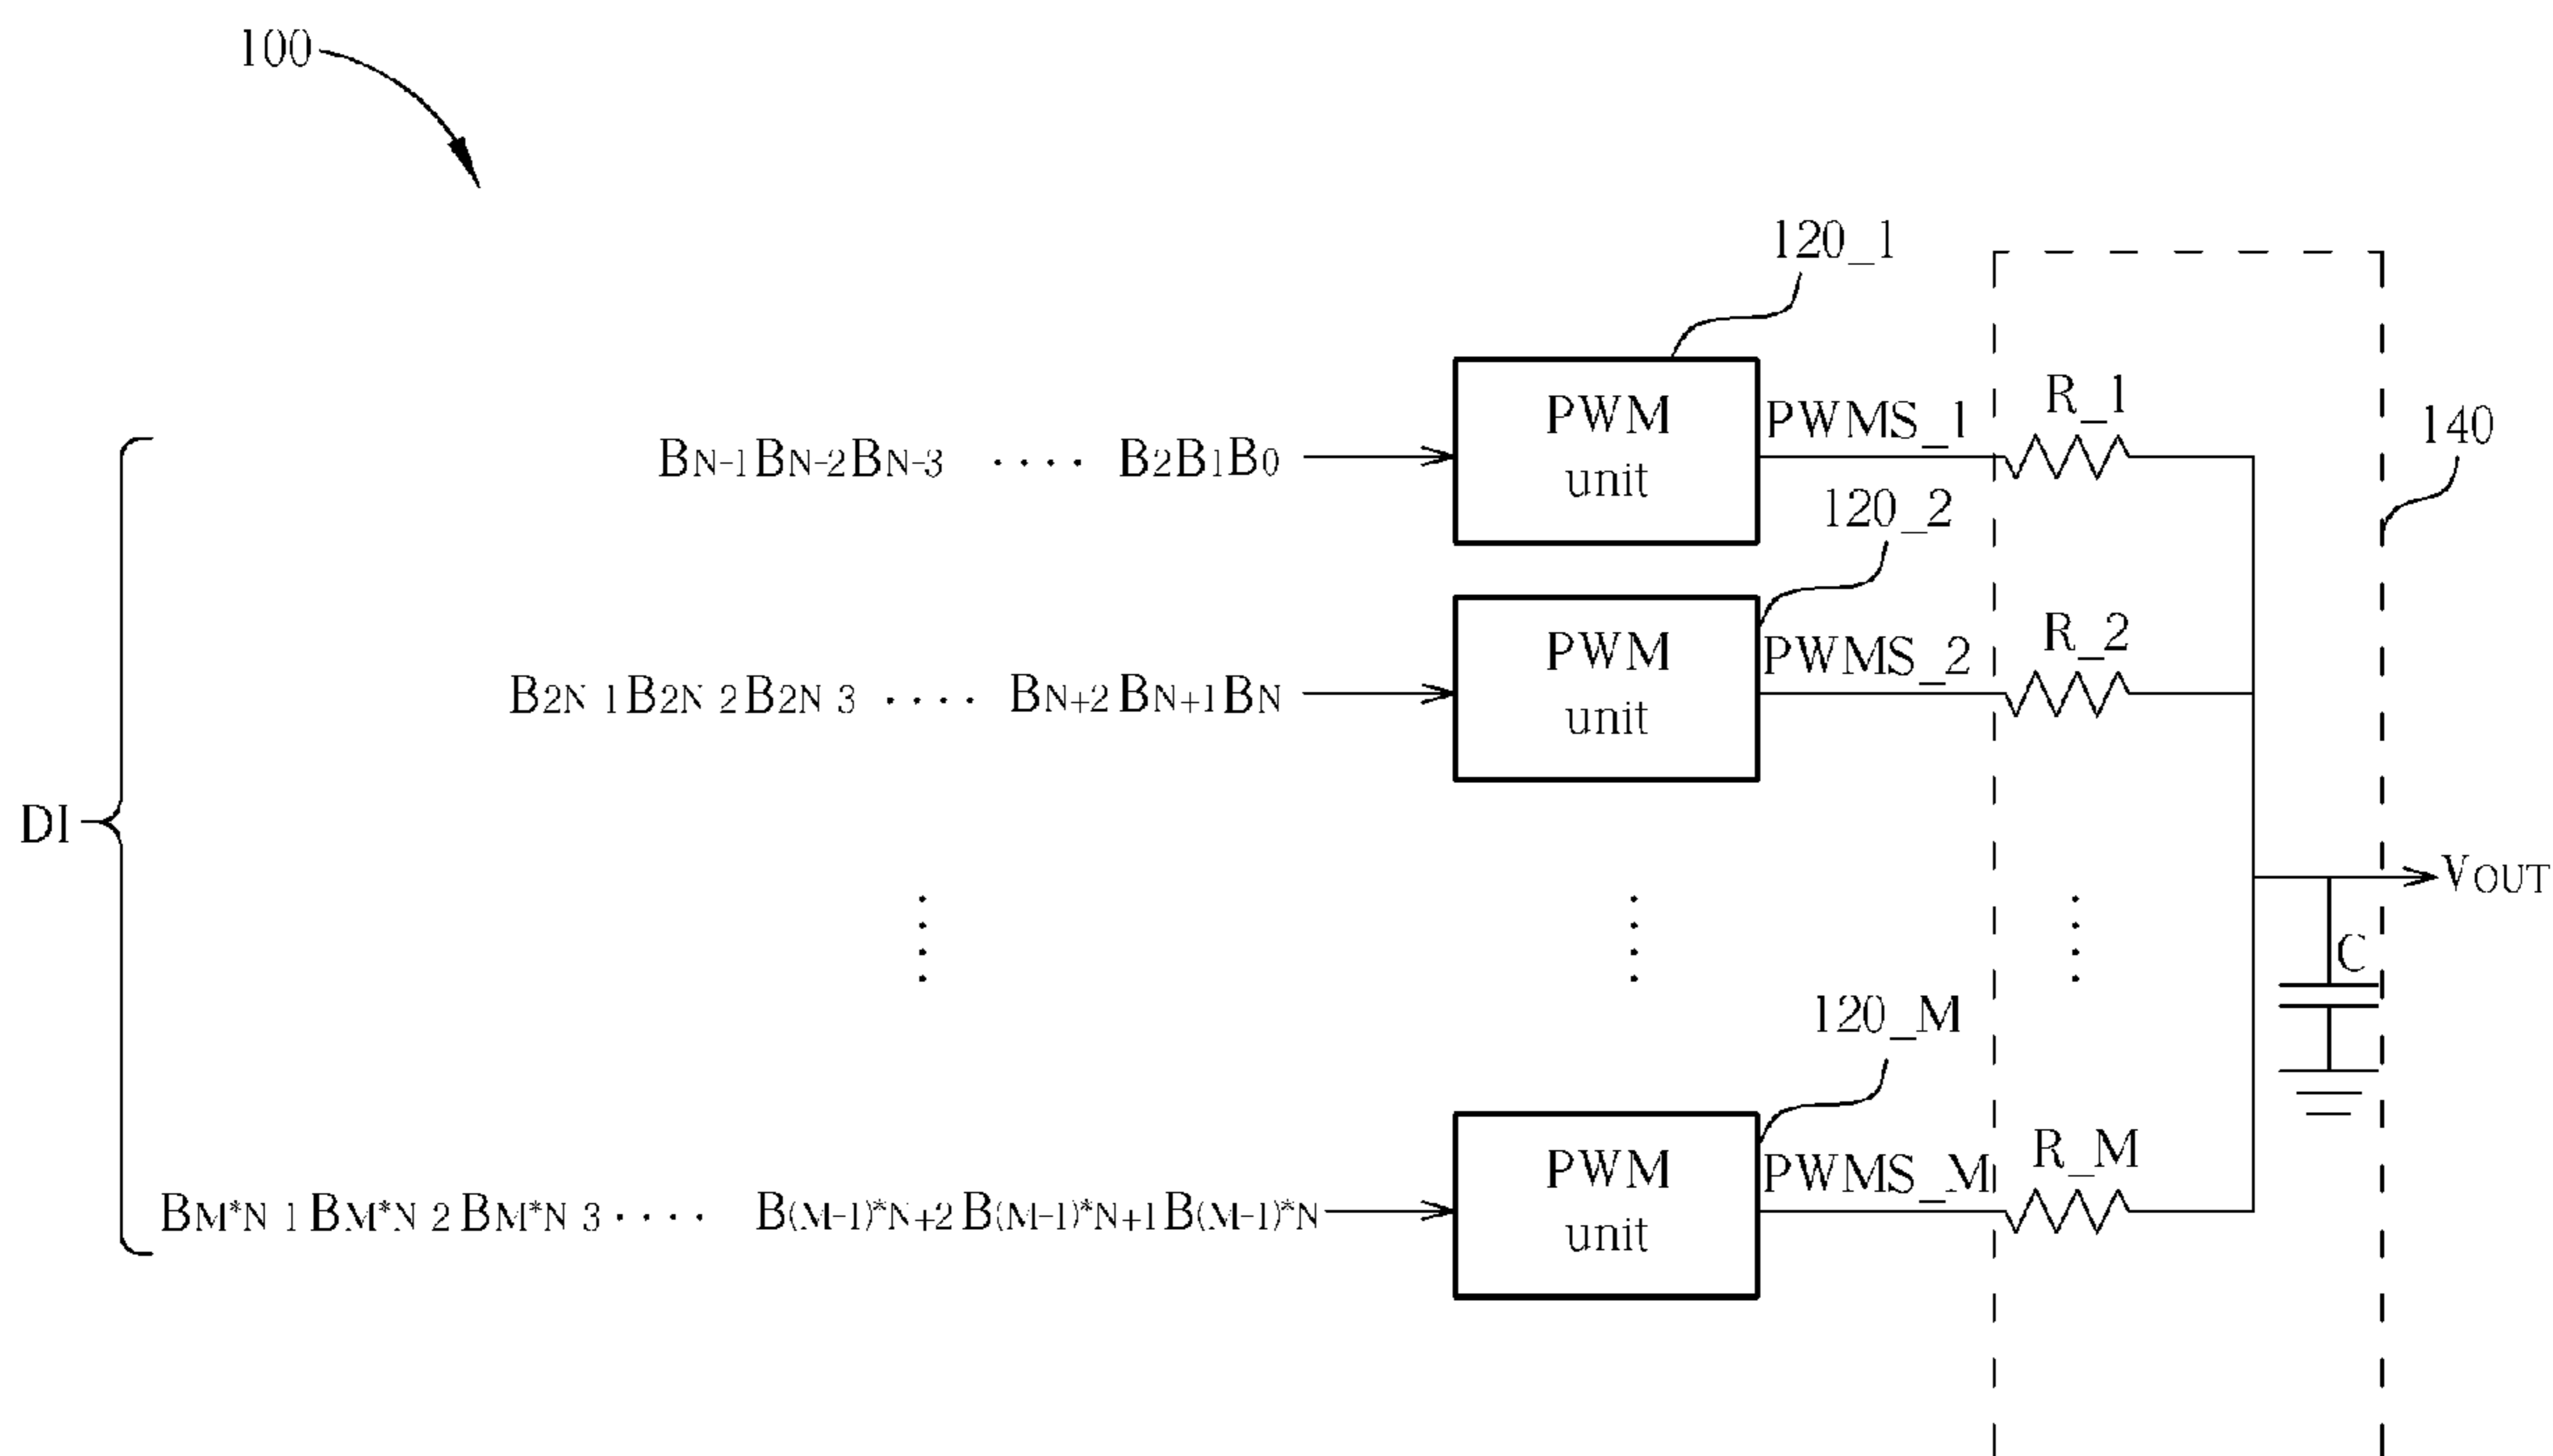 100
120_1
PWM
unit
PWMS_1
R_1
140
BN-1BN-2BN-3 ···· B2B1B0
120_2
PWM
unit
PWMS_2
R_2
B2N 1B2N 2B2N 3 ···· BN+2BN+1BN
DI
VOUT
C
120_M
PWM
unit
PWMS_M
R_M
BM*N 1BM*N 2BM*N 3 ···· B(M-1)*N+2B(M-1)*N+1B(M-1)*N